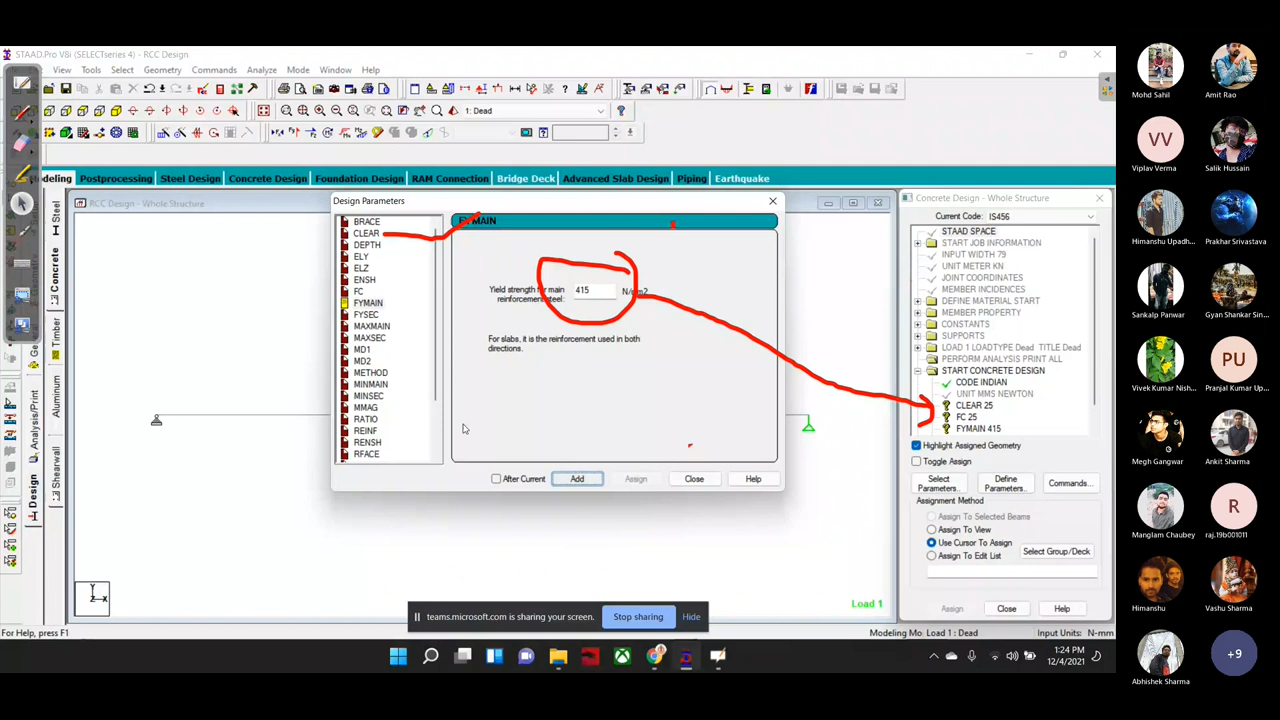 STAAD.Pro V8i (SELECTseries 4) - RCC Design
View Tools Select Geometry Commands Analyze Mode Window Help
1: Dead
Modeling Postprocessing Steel Design Concrete Design Foundation Design RAM Connection Bridge Deck Advanced Slab Design Piping Earthquake
RCC Design - Whole Structure
Steel
Concrete
Timber
Aluminum
Shearwall
Analysis/Print
Design
Design Parameters
BRACE
CLEAR
DEPTH
ELY
ELZ
ENSH
FC
FYMAIN
FYSEC
MAXMAIN
MAXSEC
MD1
MD2
METHOD
MINMAIN
MINSEC
MMAG
RATIO
REINF
RENSH
RFACE
FYMAIN
Yield strength for main
reinforcement steel:
415
For slabs, it is the reinforcement used in both
directions.
After Current Add Assign Close Help
Concrete Design - Whole Structure
Current Code: IS456
STAAD SPACE
START JOB INFORMATION
INPUT WIDTH 79
UNIT METER KN
JOINT COORDINATES
MEMBER INCIDENCES
DEFINE MATERIAL START
MEMBER PROPERTY
CONSTANTS
SUPPORTS
LOAD 1 LOADTYPE Dead TITLE Dead
PERFORM ANALYSIS PRINT ALL
START CONCRETE DESIGN
CODE INDIAN
UNIT MMS NEWTON
CLEAR 25
FC 25
FYMAIN 415
Highlight Assigned Geometry
Toggle Assign
Select Parameters..
Define Parameters..
Commands...
Assignment Method
Assign To Selected Beams
Assign To View
Use Cursor To Assign
Select Group/Deck
Assign To Edit List
Assign Close Help
Y
Z X
Load 1
teams.microsoft.com is sharing your screen. Stop sharing Hide
For Help, press F1
Modeling Mo Load 1 : Dead Input Units: N-mm
1:24 PM
12/4/2021
Mohd Sahil
Amit Rao
VV
Viplav Verma
Salik Hussain
Himanshu Upadh...
Prakhar Srivastava
Sankalp Panwar
Gyan Shankar Sin...
Vivek Kumar Nish...
PU
Pranjal Kumar Up...
Megh Gangwar
Ankit Sharma
Manglam Chaubey
R
raj.19b001011
Himanshu
Vashu Sharma
Abhishek Sharma
+9